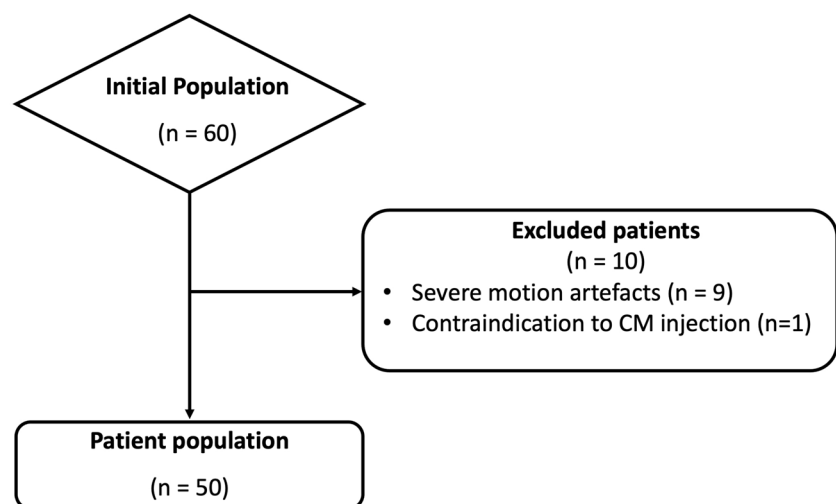 Initial Population
(n = 60)
Excluded patients
(n = 10)
• Severe motion artefacts (n = 9)
• Contraindication to CM injection (n=1)
Patient population
(n = 50)